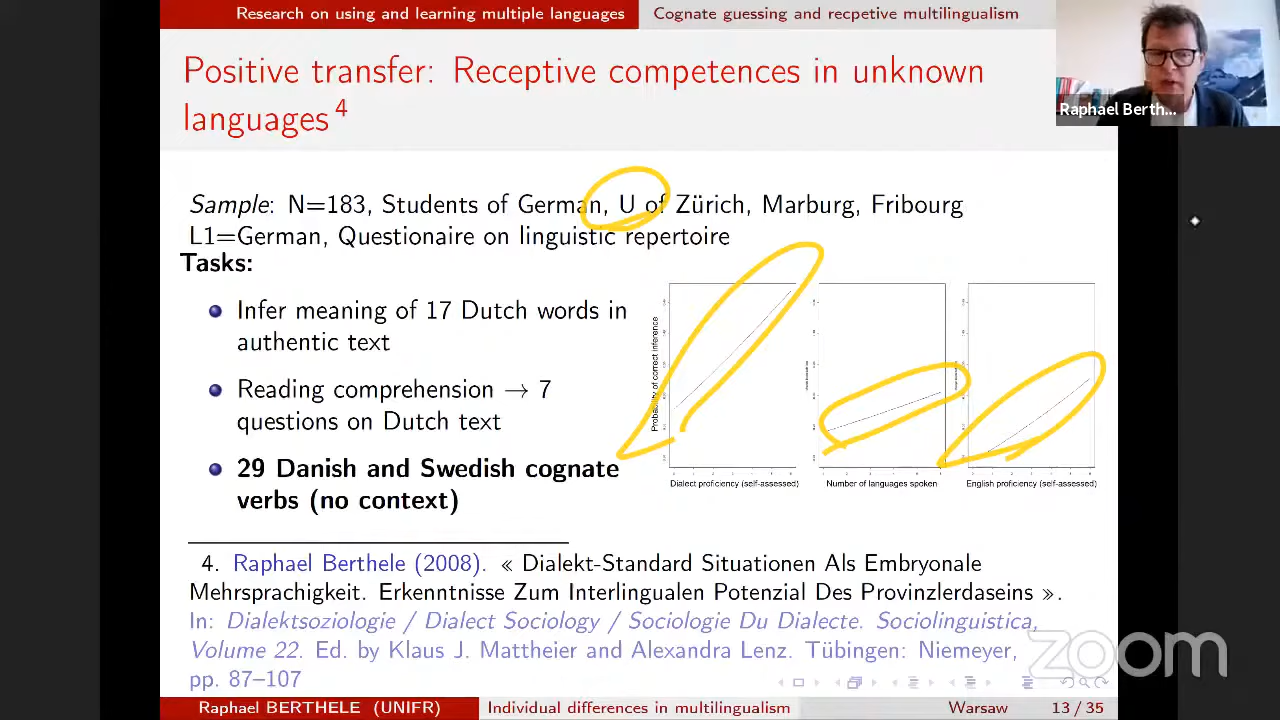 Research on using and learning multiple languages
Cognate guessing and recpetive multilingualism
Positive transfer: Receptive competences in unknown
languages 4
Raphael Berth...
Sample: N=183, Students of German, U of Zürich, Marburg, Fribourg
L1=German, Questionaire on linguistic repertoire
Tasks:
Infer meaning of 17 Dutch words in
authentic text
Reading comprehension → 7
questions on Dutch text
29 Danish and Swedish cognate
verbs (no context)
Probability of correct inference
Dialect proficiency (self-assessed)
Number of languages spoken
English proficiency (self-assessed)
4. Raphael Berthele (2008). « Dialekt-Standard Situationen Als Embryonale
Mehrsprachigkeit. Erkenntnisse Zum Interlingualen Potenzial Des Provinzlerdaseins ».
In: Dialektsoziologie / Dialect Sociology / Sociologie Du Dialecte. Sociolinguistica,
Volume 22. Ed. by Klaus J. Mattheier and Alexandra Lenz. Tübingen: Niemeyer,
pp. 87–107
zoom
Raphael BERTHELE (UNIFR)
Individual differences in multilingualism
Warsaw
13 / 35